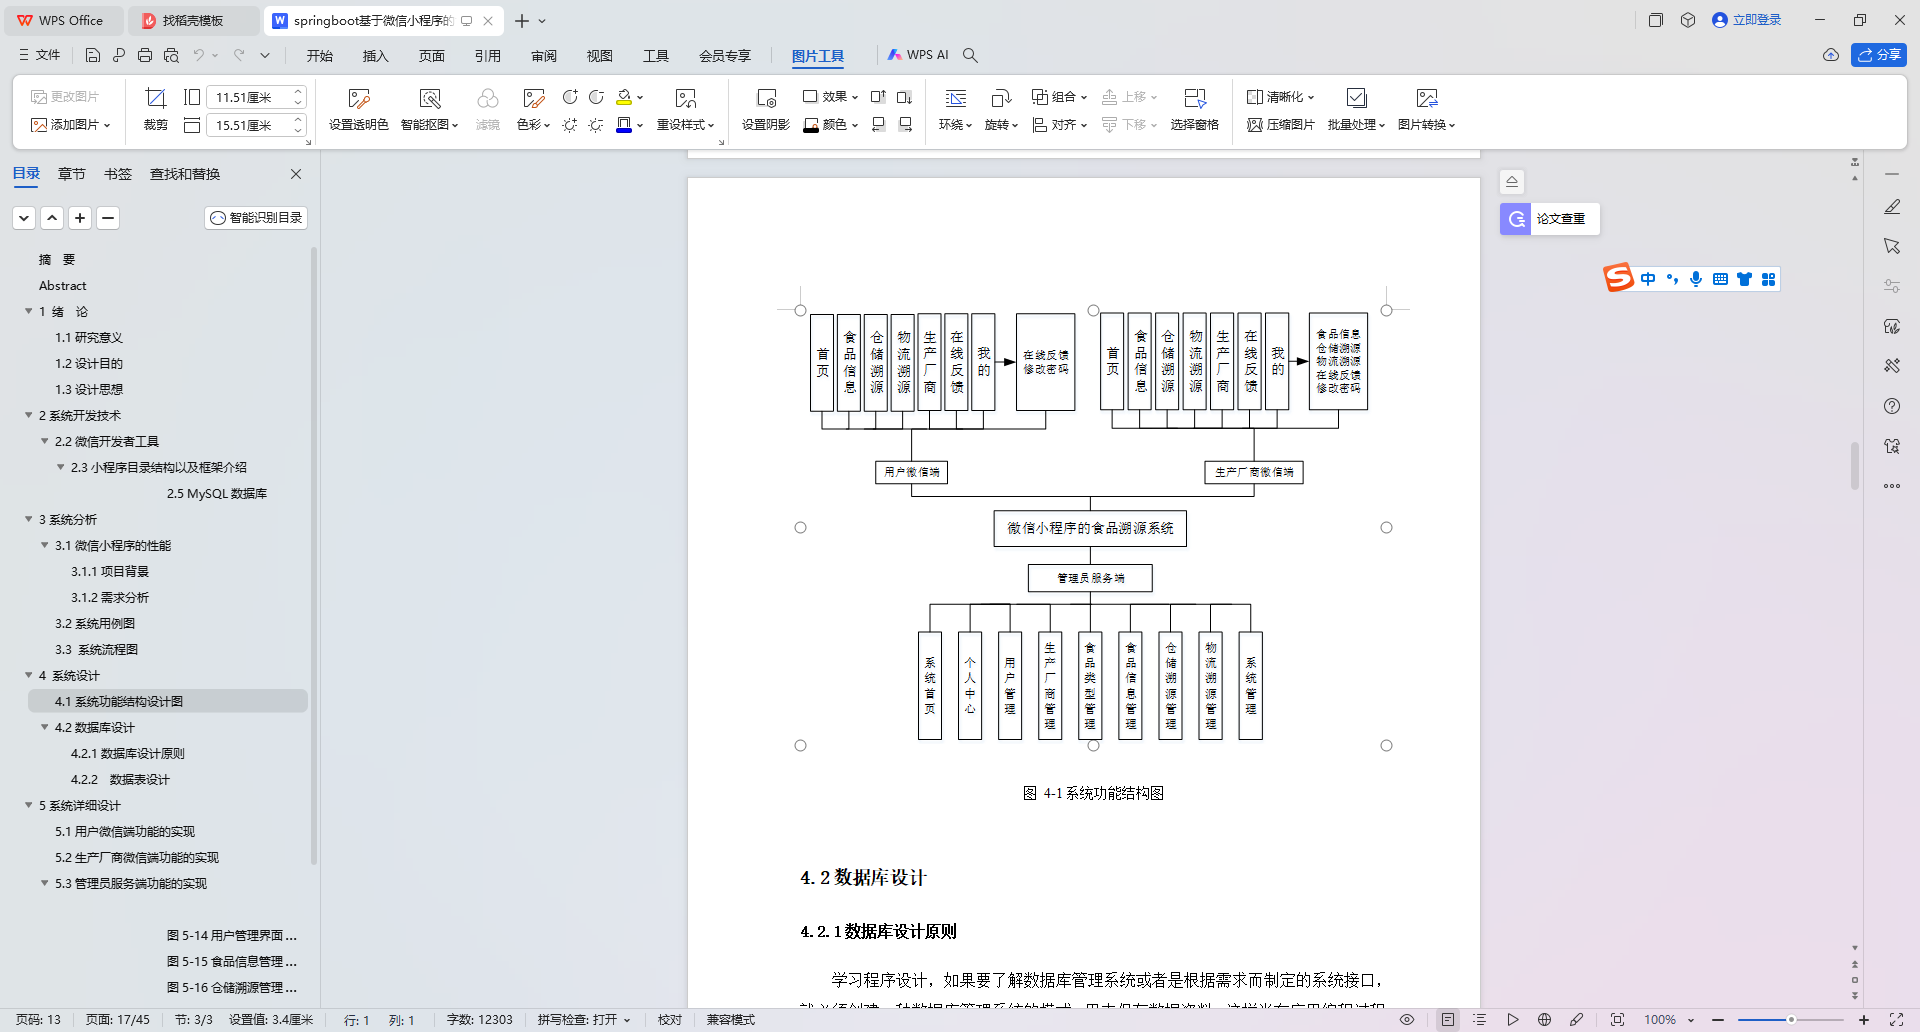 WPS Office
找稻壳模板
springboot基于微信小程序的
立即登录
文件
开始
插入
页面
引用
审阅
视图
工具
会员专享
图片工具
WPS AI
分享
更改图片
添加图片
裁剪
11.51厘米
15.51厘米
设置透明色
智能抠图
滤镜
色彩
重设样式
设置阴影
效果
颜色
环绕
旋转
组合
对齐
上移
下移
选择窗格
清晰化
压缩图片
批量处理
图片转换
目录
章节
书签
查找和替换
智能识别目录
摘 要
Abstract
1 绪 论
1.1 研究意义
1.2 设计目的
1.3 设计思想
2 系统开发技术
2.2 微信开发者工具
2.3 小程序目录结构以及框架介绍
2.5 MySQL 数据库
3 系统分析
3.1 微信小程序的性能
3.1.1 项目背景
3.1.2 需求分析
3.2 系统用例图
3.3 系统流程图
4 系统设计
4.1 系统功能结构设计图
4.2 数据库设计
4.2.1 数据库设计原则
4.2.2 数据表设计
5 系统详细设计
5.1 用户微信端功能的实现
5.2 生产厂商微信端功能的实现
5.3 管理员服务端功能的实现
图 5-14 用户管理界面 ...
图 5-15 食品信息管理 ...
图 5-16 仓储溯源管理 ...
首页
食品信息
仓储溯源
物流溯源
生产厂商
在线反馈
我的
在线反馈
修改密码
首页
食品信息
仓储溯源
物流溯源
生产厂商
在线反馈
我的
食品信息
仓储溯源
物流溯源
在线反馈
修改密码
用户微信端
生产厂商微信端
微信小程序的食品溯源系统
管理员服务端
系统首页
个人中心
用户管理
生产厂商管理
食品类型管理
食品信息管理
仓储溯源管理
物流溯源管理
系统管理
图 4-1系统功能结构图
4.2 数据库设计
4.2.1 数据库设计原则
学习程序设计，如果要了解数据库管理系统或者是根据需求而制定的系统接口，
论文查重
中
页码: 13
页面: 17/45
节: 3/3
设置值: 3.4厘米
行: 1
列: 1
字数: 12303
拼写检查: 打开
校对
兼容模式
100%